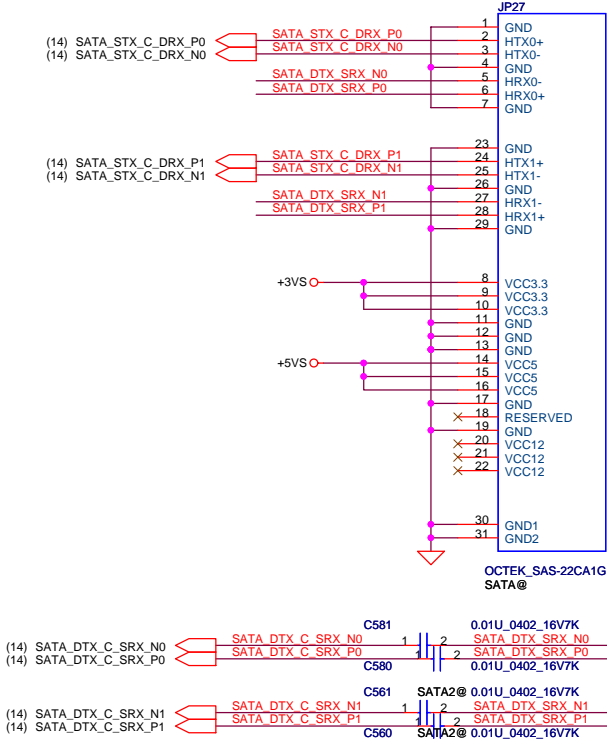 JP27
1 GND
(14) SATA_STX_C_DRX_P0 SATA_STX_C_DRX_P0 2 HTX0+
(14) SATA_STX_C_DRX_N0 SATA_STX_C_DRX_N0 3 HTX0-
4 GND
SATA_DTX_SRX_N0 5 HRX0-
SATA_DTX_SRX_P0 6 HRX0+
7 GND
23 GND
(14) SATA_STX_C_DRX_P1 SATA_STX_C_DRX_P1 24 HTX1+
(14) SATA_STX_C_DRX_N1 SATA_STX_C_DRX_N1 25 HTX1-
26 GND
SATA_DTX_SRX_N1 27 HRX1-
SATA_DTX_SRX_P1 28 HRX1+
29 GND
+3VS 8 VCC3.3
9 VCC3.3
10 VCC3.3
11 GND
12 GND
13 GND
+5VS 14 VCC5
15 VCC5
16 VCC5
17 GND
18 RESERVED
19 GND
20 VCC12
21 VCC12
22 VCC12
30 GND1
31 GND2
OCTEK_SAS-22CA1G
SATA@
C581 0.01U_0402_16V7K
(14) SATA_DTX_C_SRX_N0 SATA_DTX_C_SRX_N0 1 2 SATA_DTX_SRX_N0
(14) SATA_DTX_C_SRX_P0 SATA_DTX_C_SRX_P0 1 2 SATA_DTX_SRX_P0
C580 0.01U_0402_16V7K
C561 SATA2@ 0.01U_0402_16V7K
(14) SATA_DTX_C_SRX_N1 SATA_DTX_C_SRX_N1 1 2 SATA_DTX_SRX_N1
(14) SATA_DTX_C_SRX_P1 SATA_DTX_C_SRX_P1 1 2 SATA_DTX_SRX_P1
C560 SATA2@ 0.01U_0402_16V7K